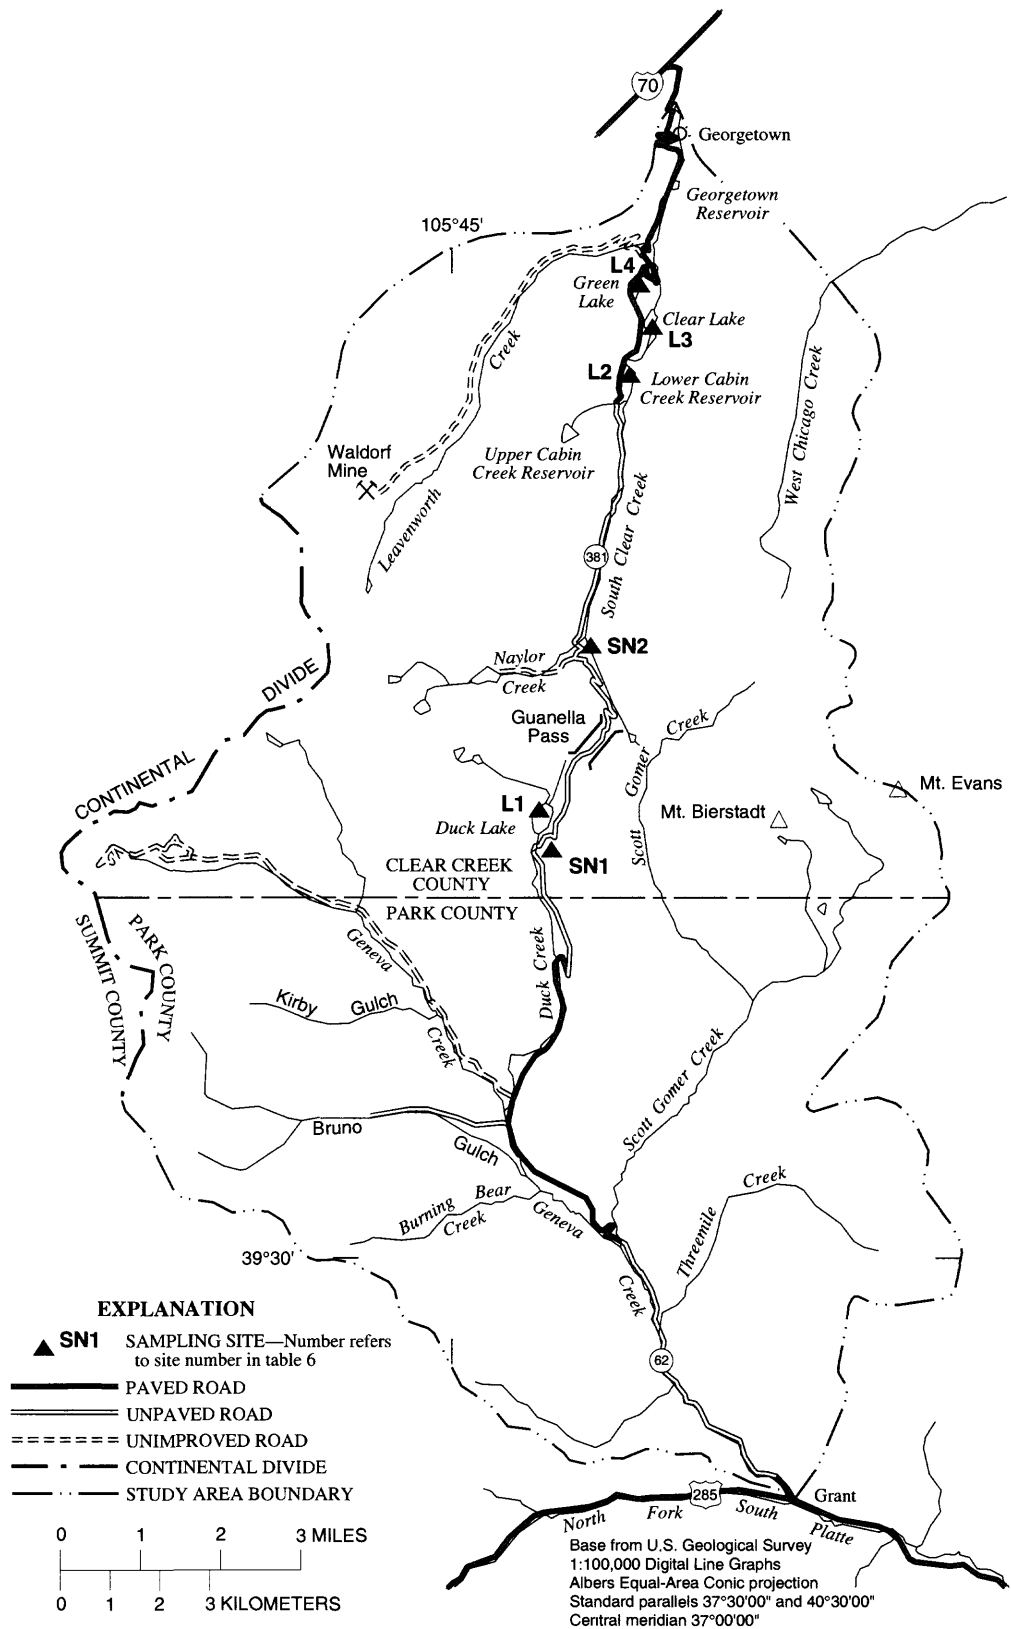 70
Georgetown
Georgetown
Reservoir
105°45'
L4
Green
Lake
Clear Lake
L3
Creek
L2
Lower Cabin
Creek Reservoir
West Chicago Creek
Upper Cabin
Creek Reservoir
Waldorf
Mine
Leavenworth
South Clear Creek
381
SN2
Naylor
Creek
DIVIDE
Guanella
Pass
Creek
Gomer
Scott
CONTINENTAL
Mt. Evans
L1
Mt. Bierstadt
Duck Lake
SN1
CLEAR CREEK
COUNTY
PARK COUNTY
SUMMIT COUNTY
PARK COUNTY
Geneva
Duck Creek
Kirby Gulch
Creek
Scott Gomer Creek
Bruno
Gulch
Burning Bear
Creek
Geneva
Creek
Threemile
Creek
39°30'
62
EXPLANATION
SN1 SAMPLING SITE—Number refers
to site number in table 6
PAVED ROAD
UNPAVED ROAD
UNIMPROVED ROAD
CONTINENTAL DIVIDE
STUDY AREA BOUNDARY
285
Grant
North Fork South Platte
0 1 2 3 MILES
0 1 2 3 KILOMETERS
Base from U.S. Geological Survey
1:100,000 Digital Line Graphs
Albers Equal-Area Conic projection
Standard parallels 37°30'00" and 40°30'00"
Central meridian 37°00'00"